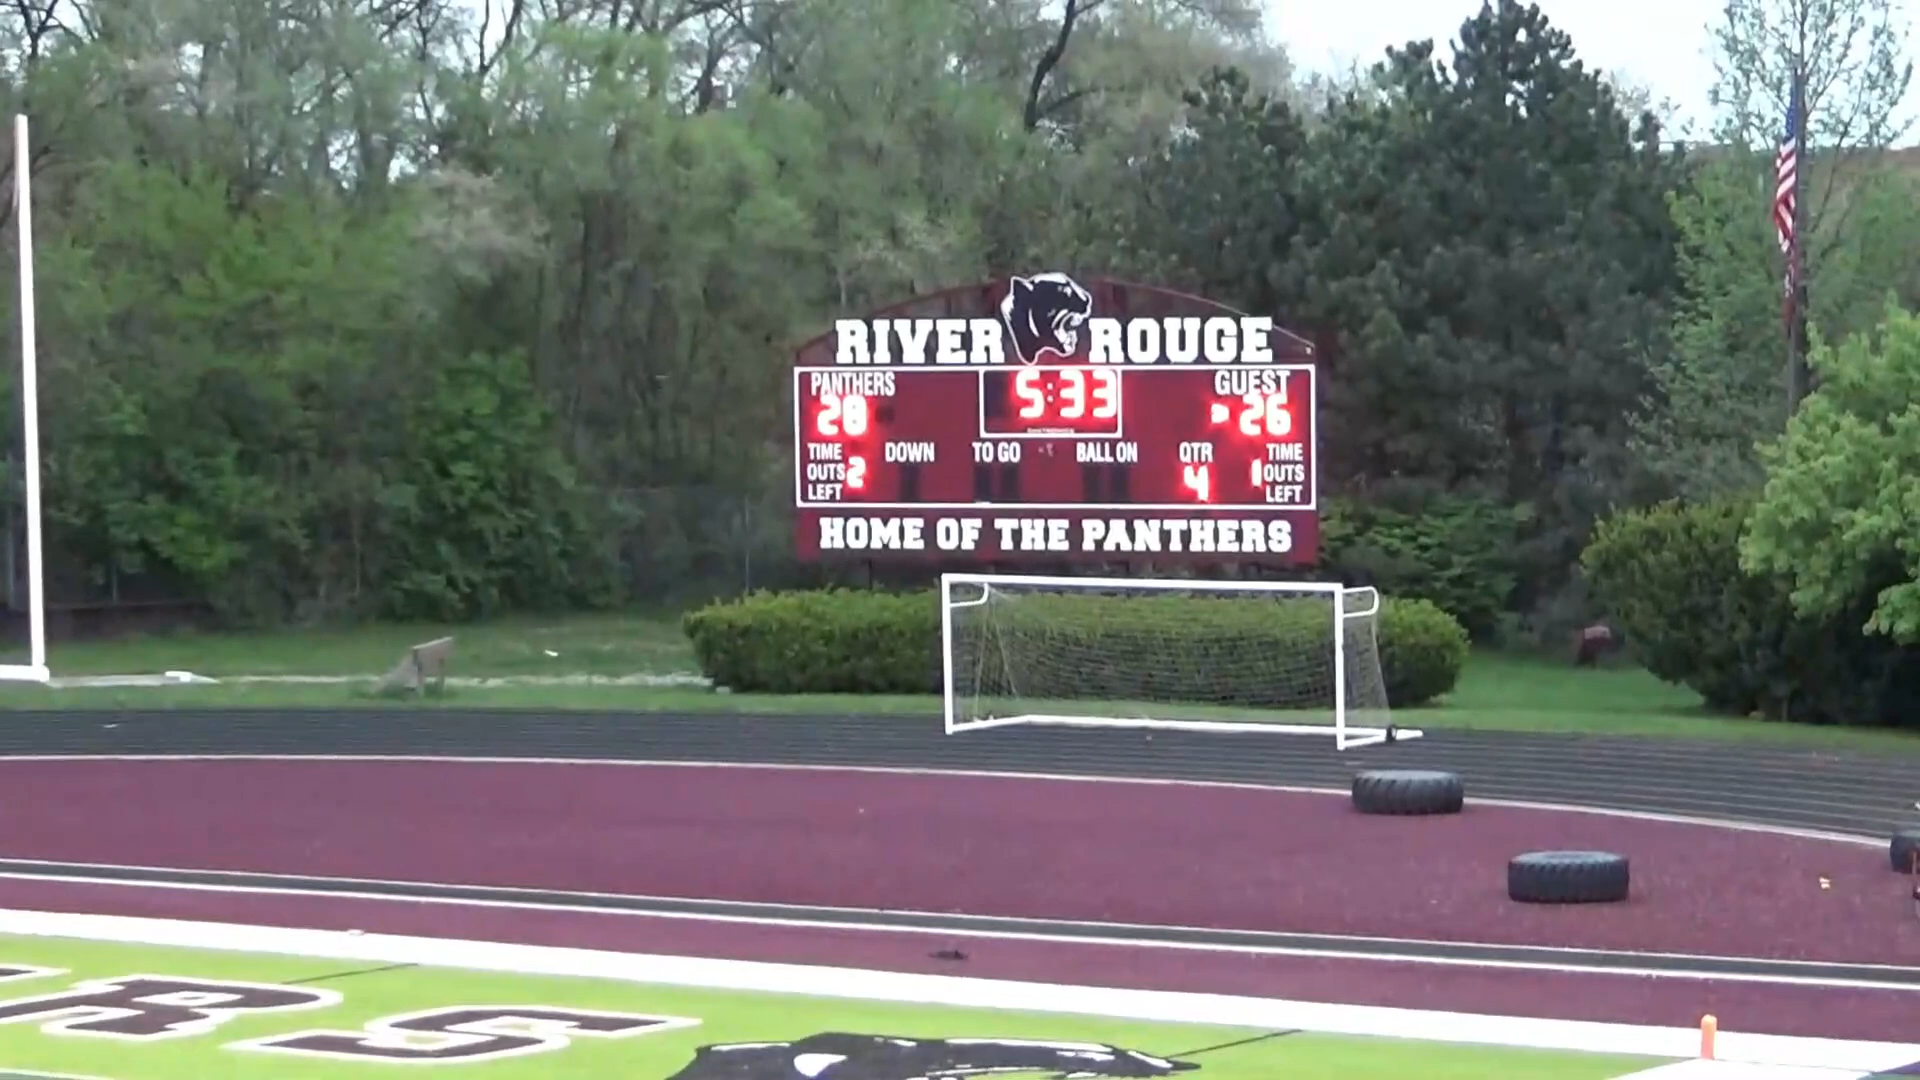 RIVER ROUGE
PANTHERS 5:33 GUEST
28 26
TIME OUTS LEFT 2 DOWN TO GO BALL ON QTR 4 1 TIME OUTS LEFT
HOME OF THE PANTHERS
RS